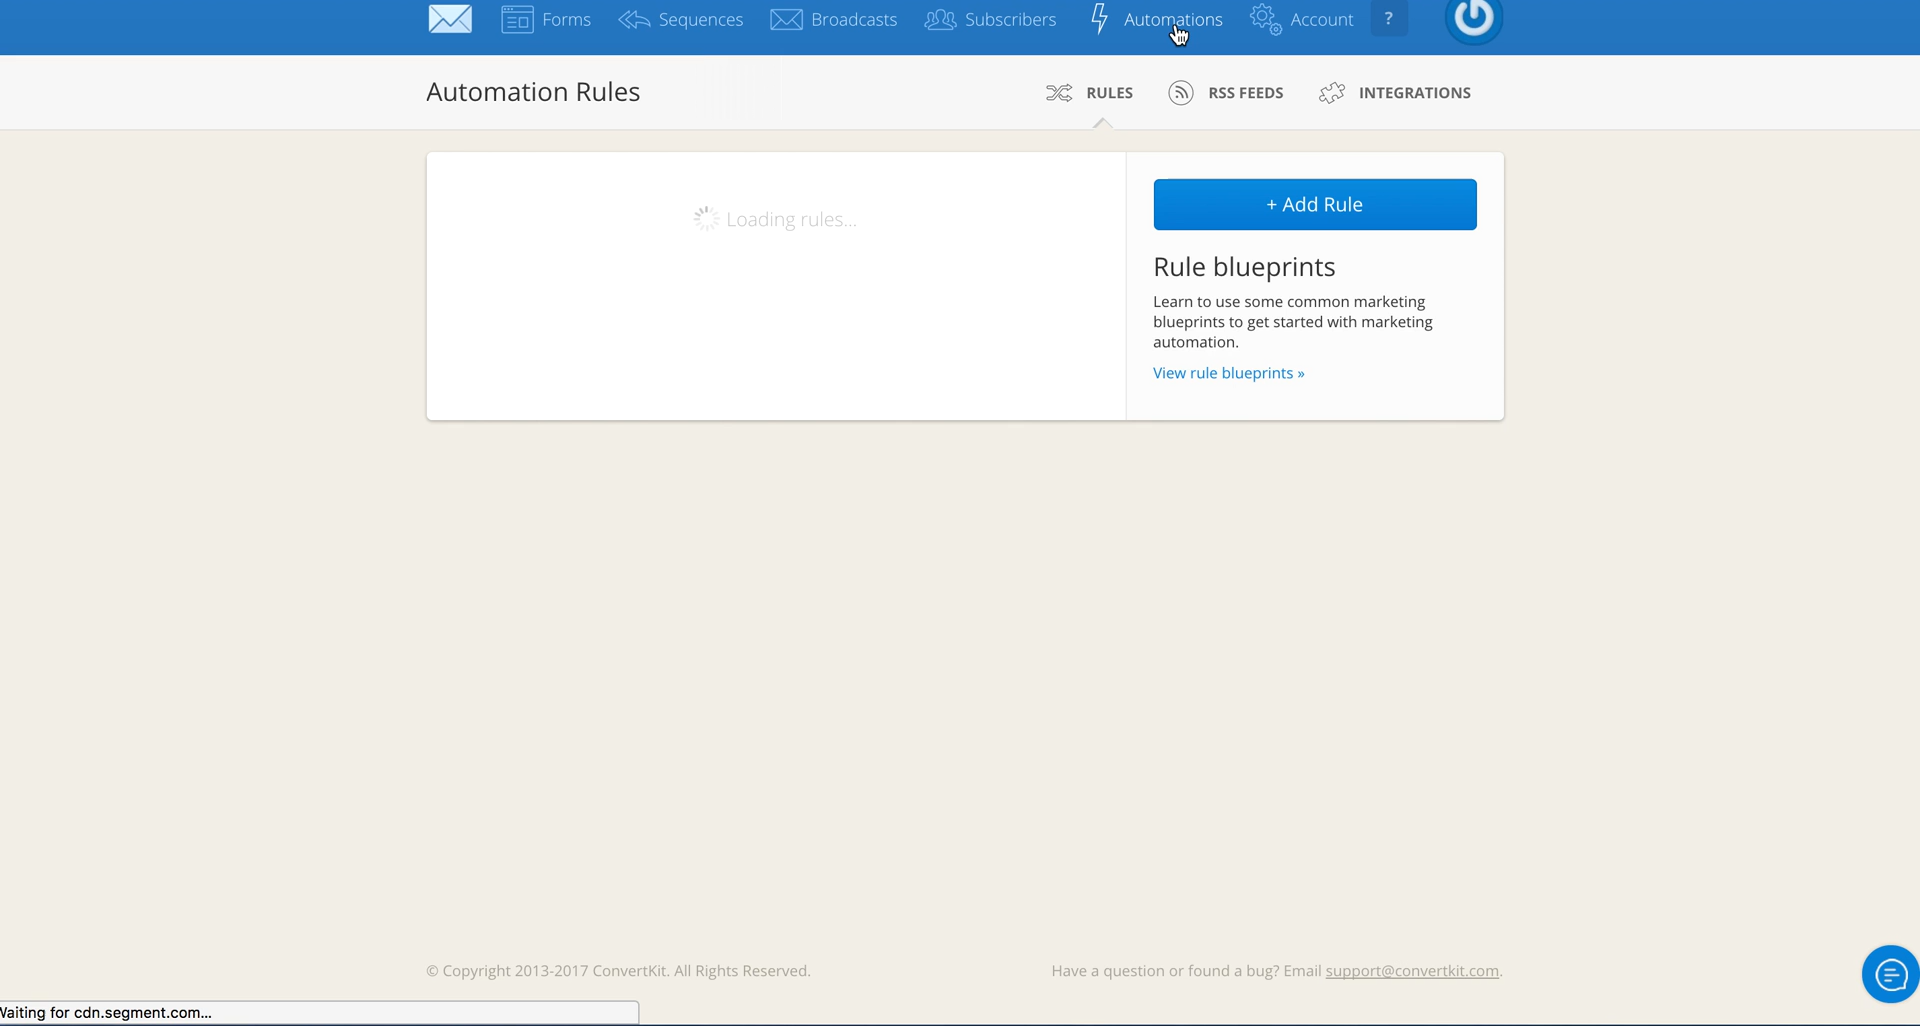 Forms Sequences Broadcasts Subscribers Automations Account ?
Automation Rules
RULES RSS FEEDS INTEGRATIONS
Loading rules...
+ Add Rule
Rule blueprints
Learn to use some common marketing
blueprints to get started with marketing
automation.
View rule blueprints »
© Copyright 2013-2017 ConvertKit. All Rights Reserved.
Have a question or found a bug? Email support@convertkit.com.
Waiting for cdn.segment.com...